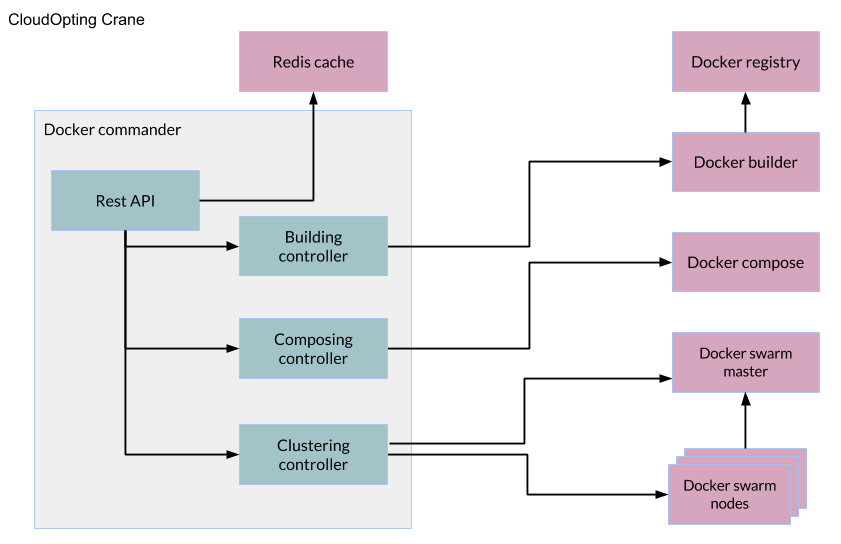 CloudOpting Crane
Redis cache
Docker registry
Docker commander
Docker builder
Rest API
Building
controller
Docker compose
Composing
controller
Docker swarm
master
Clustering
controller
Docker swarm
nodes